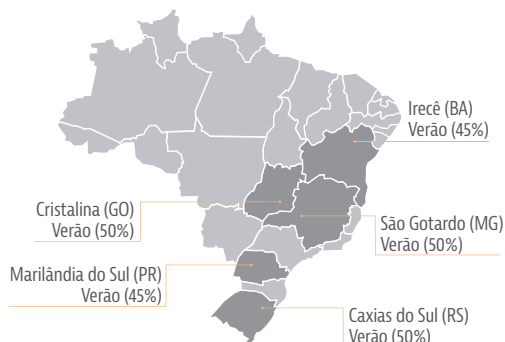 Irecê (BA)
Verão (45%)
Cristalina (GO)
Verão (50%)
São Gotardo (MG)
Verão (50%)
Marilândia do Sul (PR)
Verão (45%)
Caxias do Sul (RS)
Verão (50%)